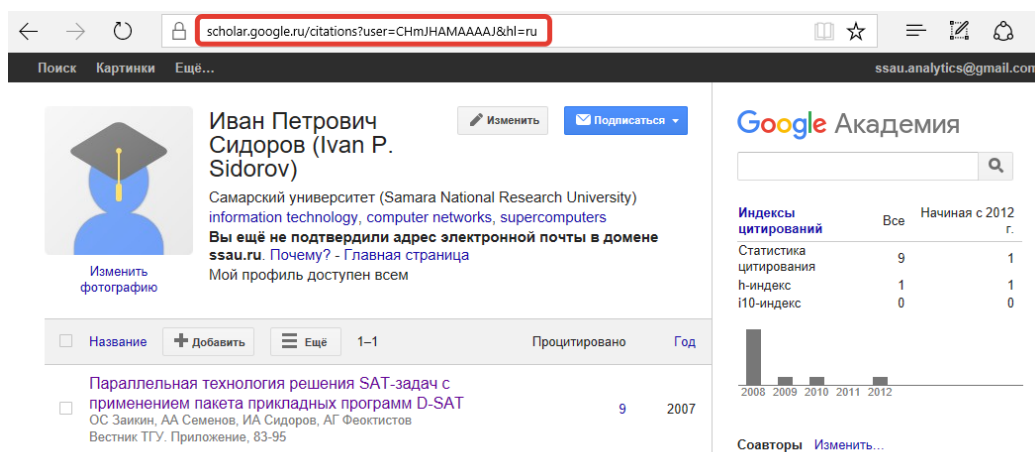 scholar.google.ru/citations?user=CHmJHAMAAAAJ&hl=ru
Поиск Картинки Ещё...
ssau.analytics@gmail.com
Изменить
фотографию
Иван Петрович
Сидоров (Ivan P.
Sidorov)
Изменить
Подписаться
Самарский университет (Samara National Research University)
information technology, computer networks, supercomputers
Вы ещё не подтвердили адрес электронной почты в домене
ssau.ru. Почему? - Главная страница
Мой профиль доступен всем
Название Добавить Ещё 1–1 Процитировано Год
Параллельная технология решения SAT-задач с
применением пакета прикладных программ D-SAT
ОС Заикин, АА Семенов, ИА Сидоров, АГ Феоктистов
Вестник ТГУ. Приложение, 83-95
9 2007
Google Академия
Индексы
цитирований
Все
Начиная с 2012
г.
Статистика
цитирования
9 1
h-индекс 1 1
i10-индекс 0 0
2008 2009 2010 2011 2012
Соавторы Изменить...